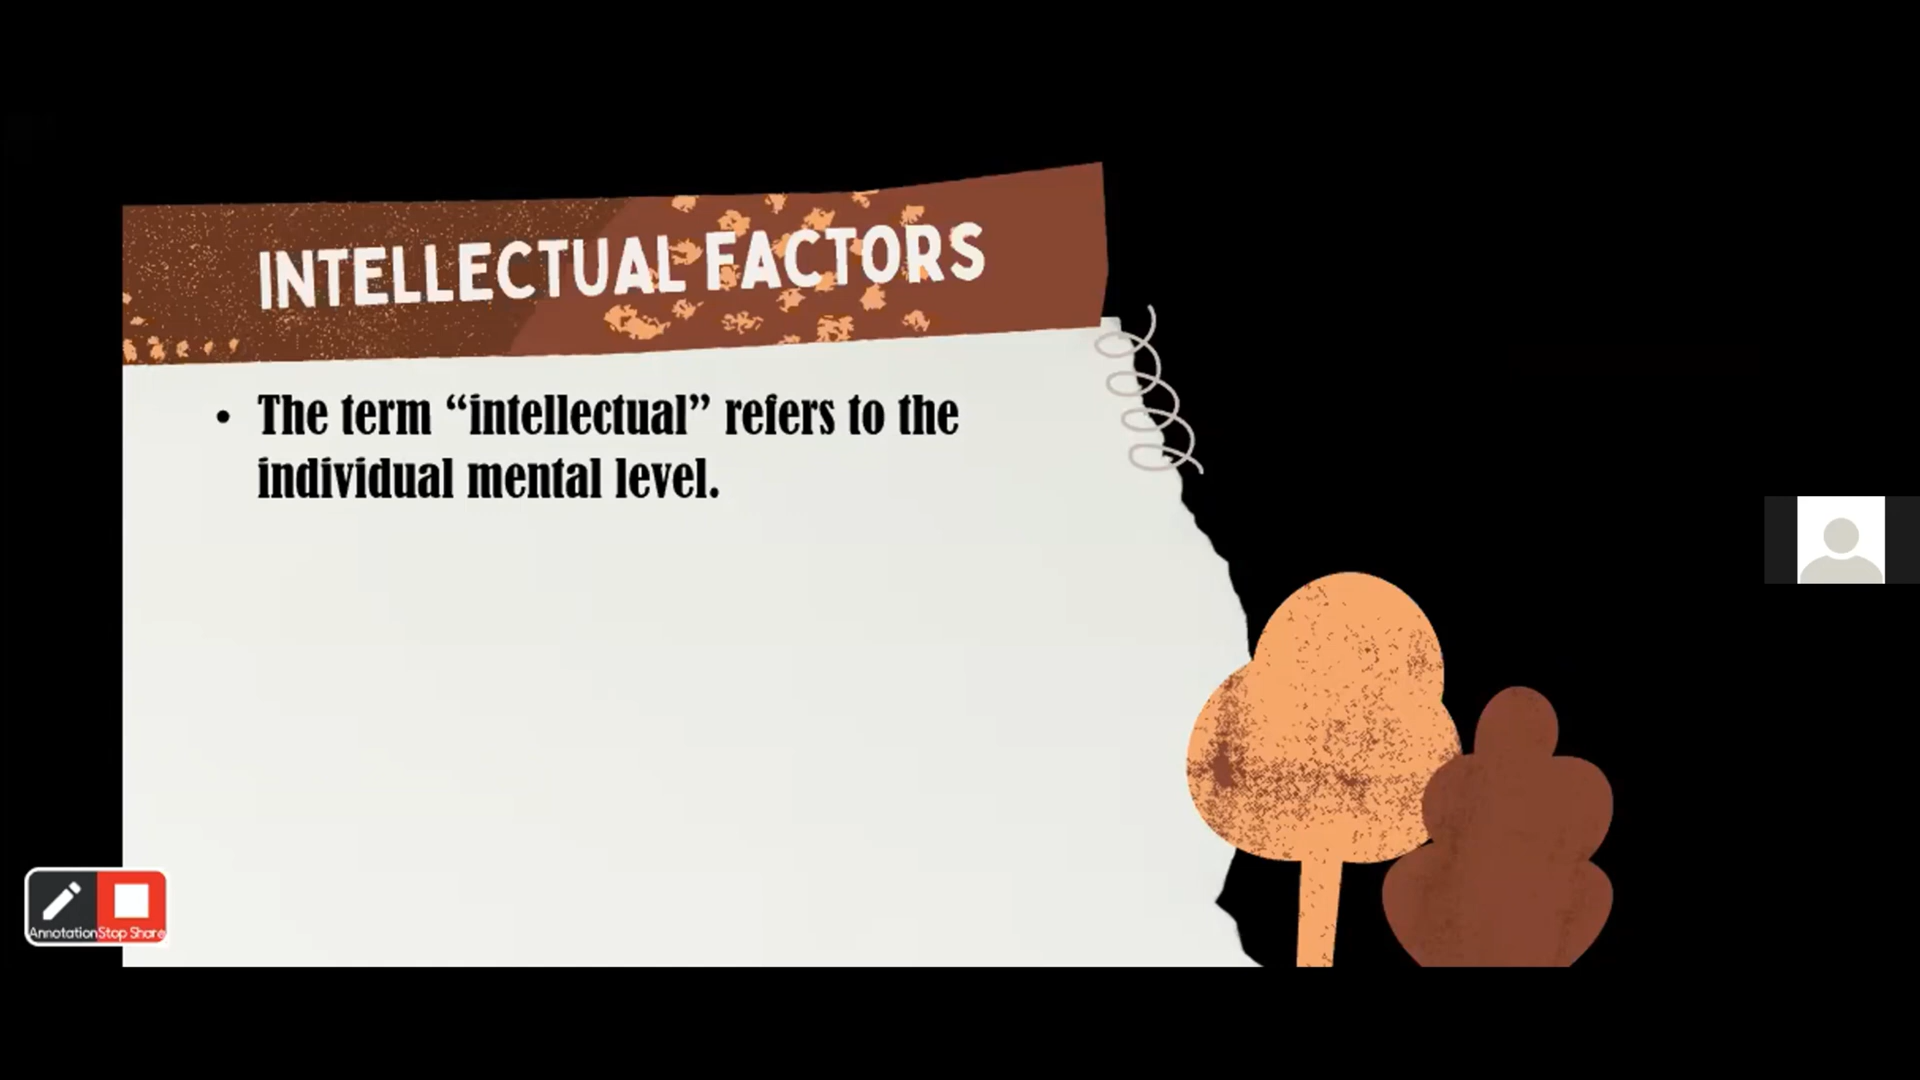 INTELLECTUAL FACTORS
• The term “intellectual” refers to the
individual mental level.
Annotation Stop Share